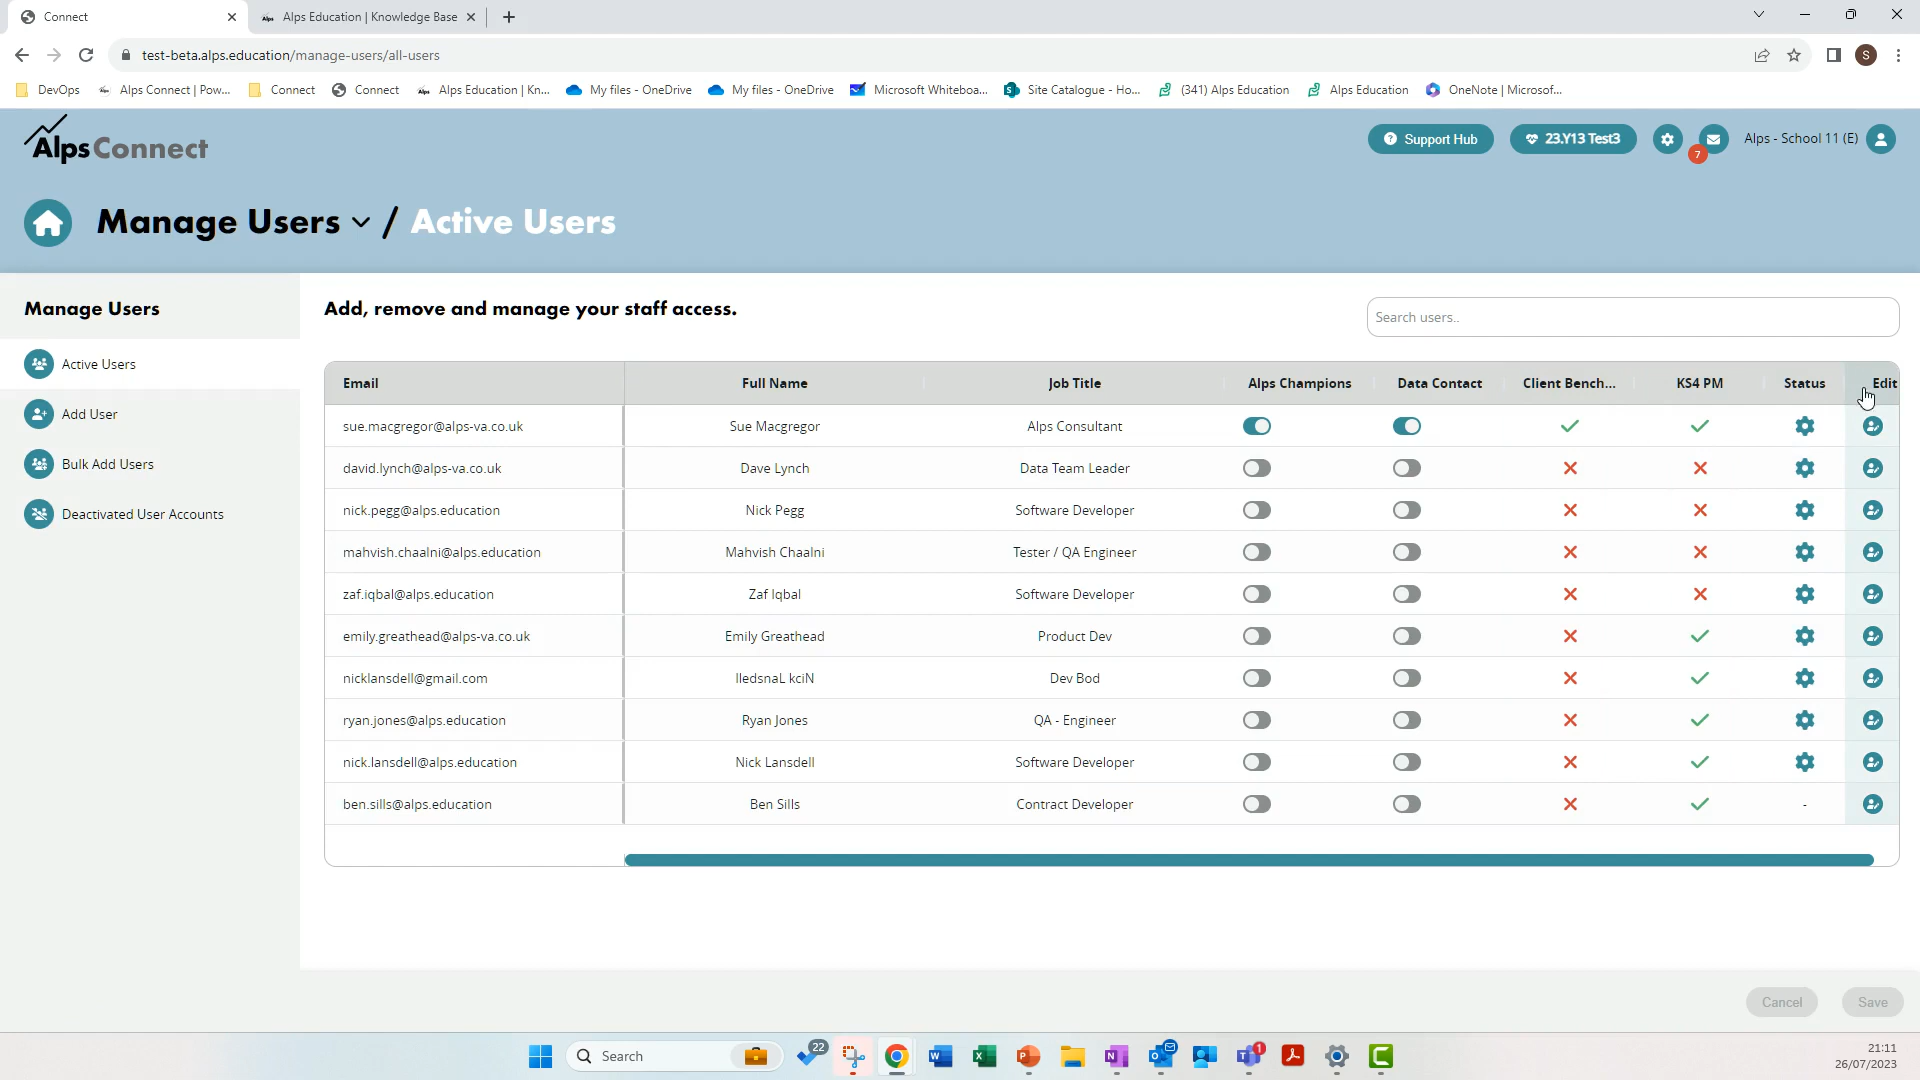 Connect
Alps Education | Knowledge Base
test-beta.alps.education/manage-users/all-users
S
DevOps
Alps Connect | Pow...
Connect
Connect
Alps Education | Kn...
My files - OneDrive
My files - OneDrive
Microsoft Whiteboa...
Site Catalogue - Ho...
(341) Alps Education
Alps Education
OneNote | Microsof...
Alps Connect
Support Hub
23.Y13 Test3
7
Alps - School 11 (E)
Manage Users / Active Users
Manage Users
Active Users
Add User
Bulk Add Users
Deactivated User Accounts
Add, remove and manage your staff access.
Search users..
Email Full Name Job Title Alps Champions Data Contact Client Bench... KS4 PM Status Edit
sue.macgregor@alps-va.co.uk Sue Macgregor Alps Consultant
david.lynch@alps-va.co.uk Dave Lynch Data Team Leader
nick.pegg@alps.education Nick Pegg Software Developer
mahvish.chaalni@alps.education Mahvish Chaalni Tester / QA Engineer
zaf.iqbal@alps.education Zaf Iqbal Software Developer
emily.greathead@alps-va.co.uk Emily Greathead Product Dev
nicklansdell@gmail.com lledsnaL kciN Dev Bod
ryan.jones@alps.education Ryan Jones QA - Engineer
nick.lansdell@alps.education Nick Lansdell Software Developer
ben.sills@alps.education Ben Sills Contract Developer -
Cancel
Save
Search
22
1
21:11
26/07/2023